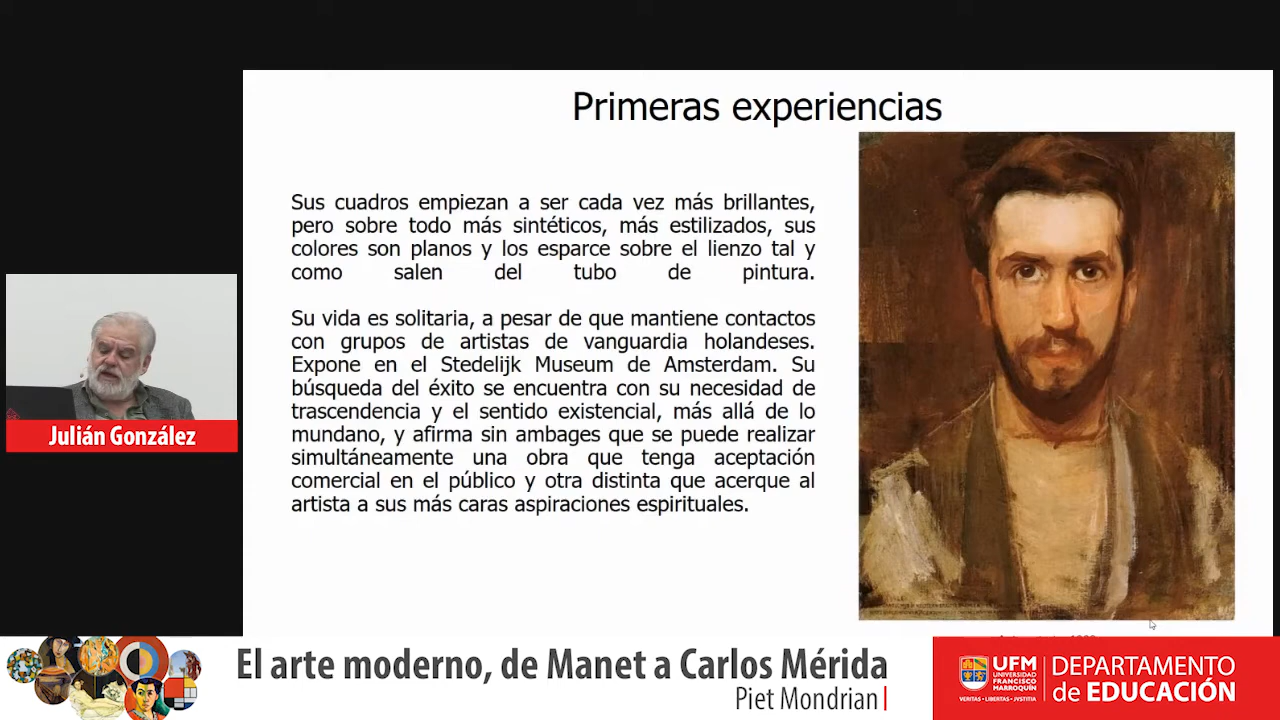 Primeras experiencias
Sus cuadros empiezan a ser cada vez más brillantes,
pero sobre todo más sintéticos, más estilizados, sus
colores son planos y los esparce sobre el lienzo tal y
como salen del tubo de pintura.
Su vida es solitaria, a pesar de que mantiene contactos
con grupos de artistas de vanguardia holandeses.
Expone en el Stedelijk Museum de Amsterdam. Su
búsqueda del éxito se encuentra con su necesidad de
trascendencia y el sentido existencial, más allá de lo
mundano, y afirma sin ambages que se puede realizar
simultáneamente una obra que tenga aceptación
comercial en el público y otra distinta que acerque al
artista a sus más caras aspiraciones espirituales.
Julián González
El arte moderno, de Manet a Carlos Mérida
Piet Mondrian
UFM
UNIVERSIDAD
FRANCISCO
MARROQUÍN
VERITAS • LIBERTAS • JVSTITIA
DEPARTAMENTO
de EDUCACIÓN